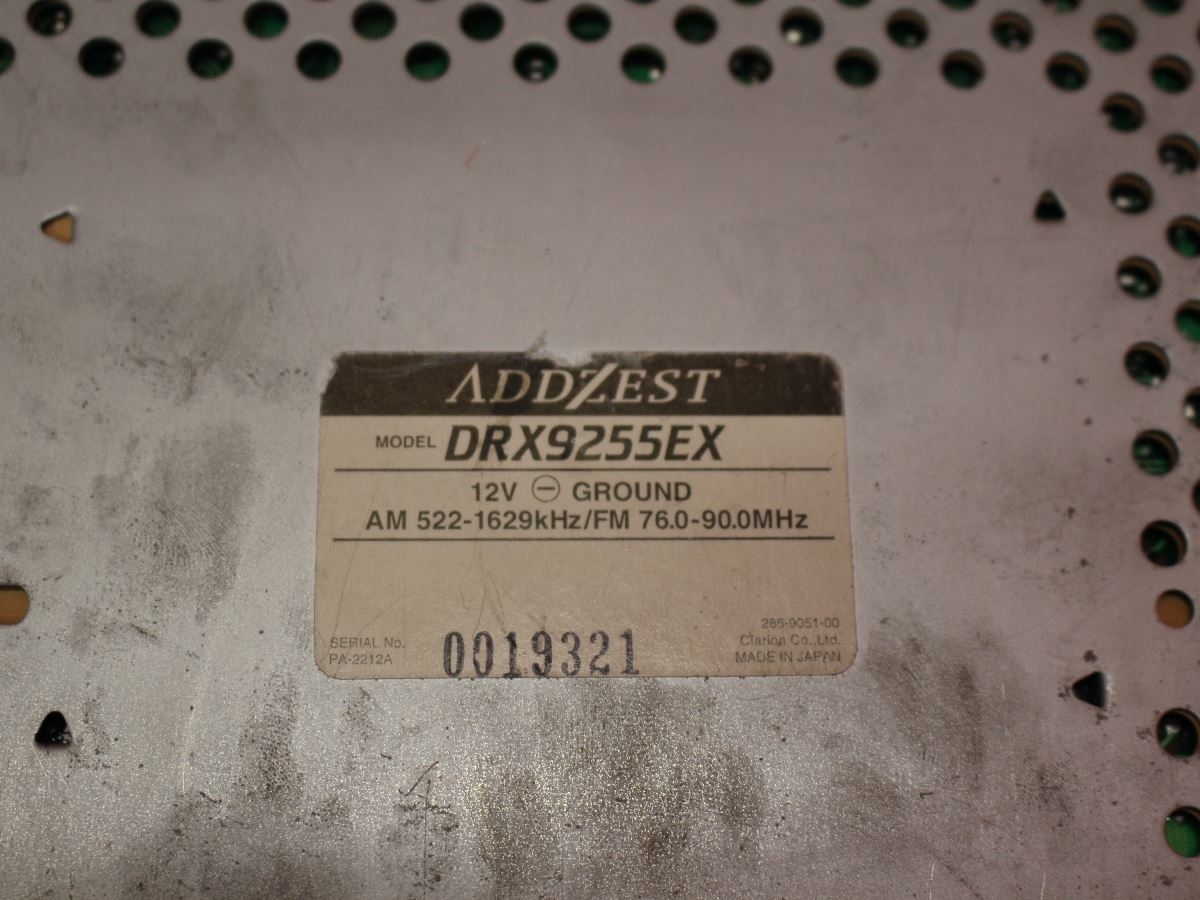 ADDZEST
MODEL DRX9255EX
12V ⊖ GROUND
AM 522-1629kHz/FM 76.0-90.0MHz
286-9051-00
SERIAL No. Clarion Co., Ltd.
PA-2212A 0019321 MADE IN JAPAN